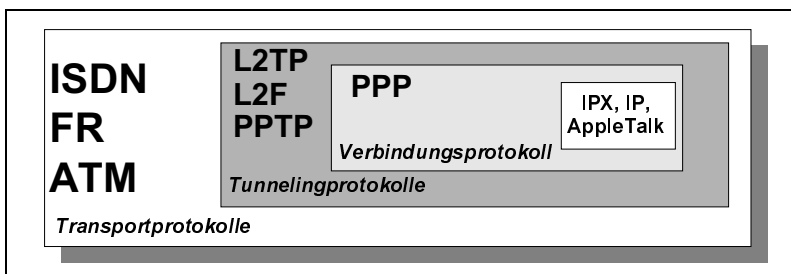 ISDN
FR
ATM
Transportprotokolle
L2TP
L2F
PPTP
Tunnelingprotokolle
PPP
Verbindungsprotokoll
IPX, IP,
AppleTalk